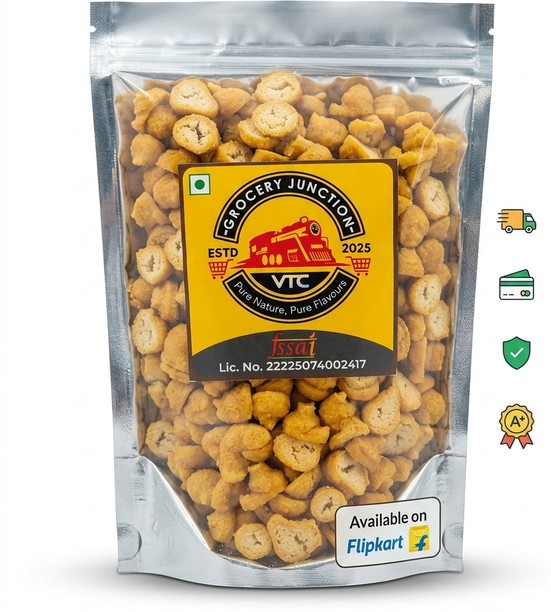 GROCERY JUNCTION
ESTD 2025
VTC
Pure Nature, Pure Flavours
fssai
Lic. No. 22225074002417
Available on
Flipkart
A+